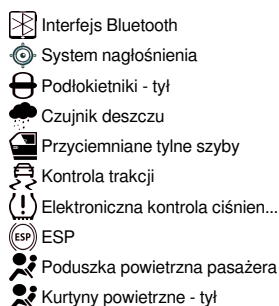 Interfejs Bluetooth
System nagłośnienia
Podłokietniki - tył
Czujnik deszczu
Przyciemniane tylne szyby
Kontrola trakcji
Elektroniczna kontrola ciśnien...
ESP ESP
Poduszka powietrzna pasażera
Kurtyny powietrzne - tył